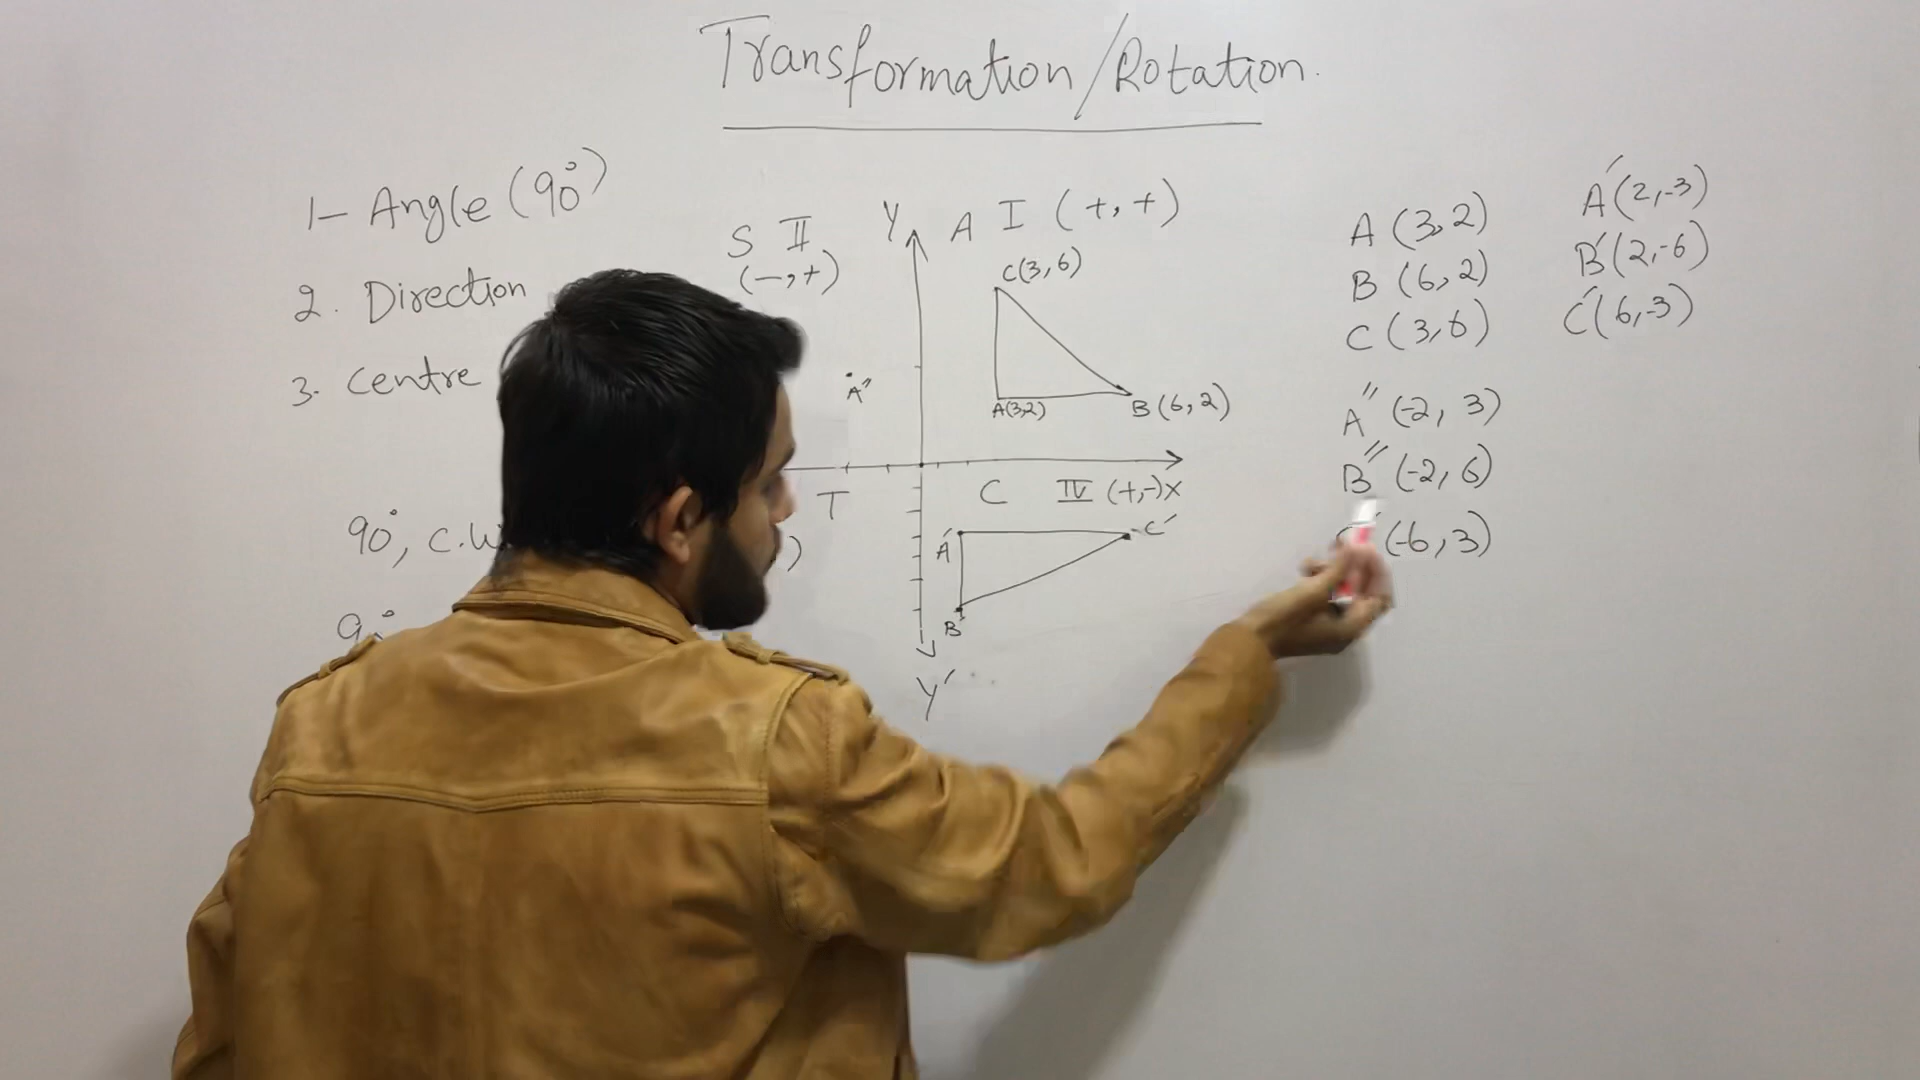 Transformation/Rotation.
1- Angle (90°)
2. Direction
3. Centre
90°, C.W
)
S II
(-,+)
Y
A I (+,+)
C(3,6)
A(3,2)
B(6,2)
A"
T
C IV (+,-)X
A'
C'
B'
Y'
A (3,2)
B (6,2)
C (3,6)
A'(2,-3)
B'(2,-6)
C'(6,-3)
A" (-2, 3)
B" (-2, 6)
(-6,3)